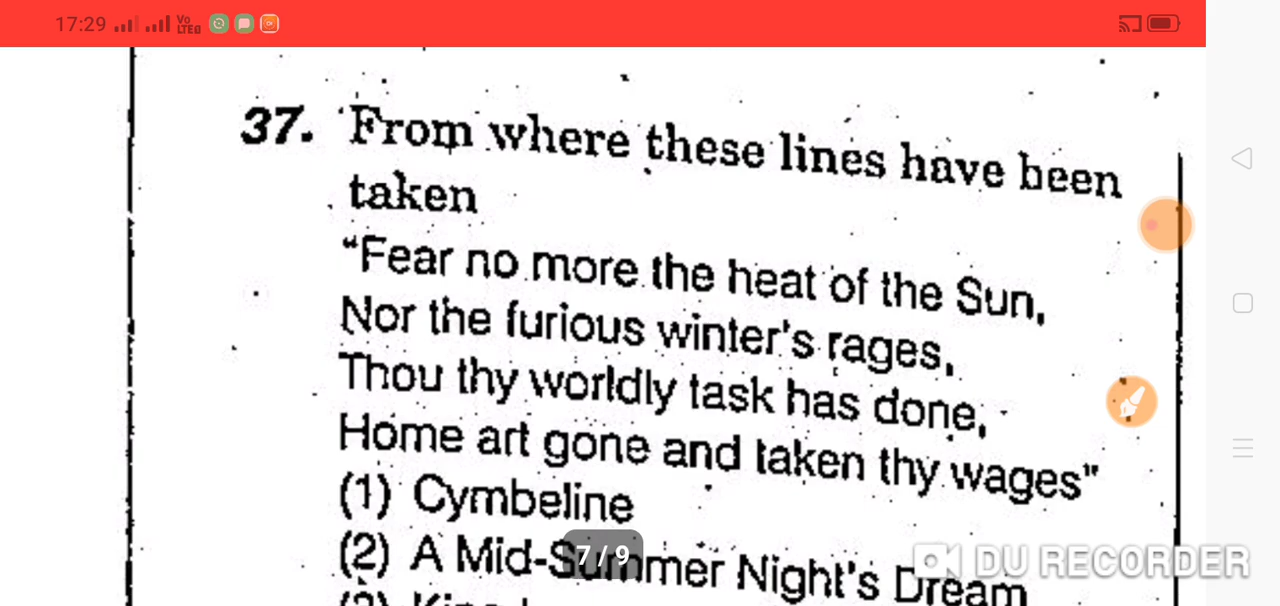 17:29 Vo LTE
37. From where these lines have been
taken
"Fear no more the heat of the Sun,
Nor the furious winter's rages,
Thou thy worldly task has done,
Home art gone and taken thy wages"
(1) Cymbeline
(2) A Mid-Summer Night's Dream
7/9
DU RECORDER